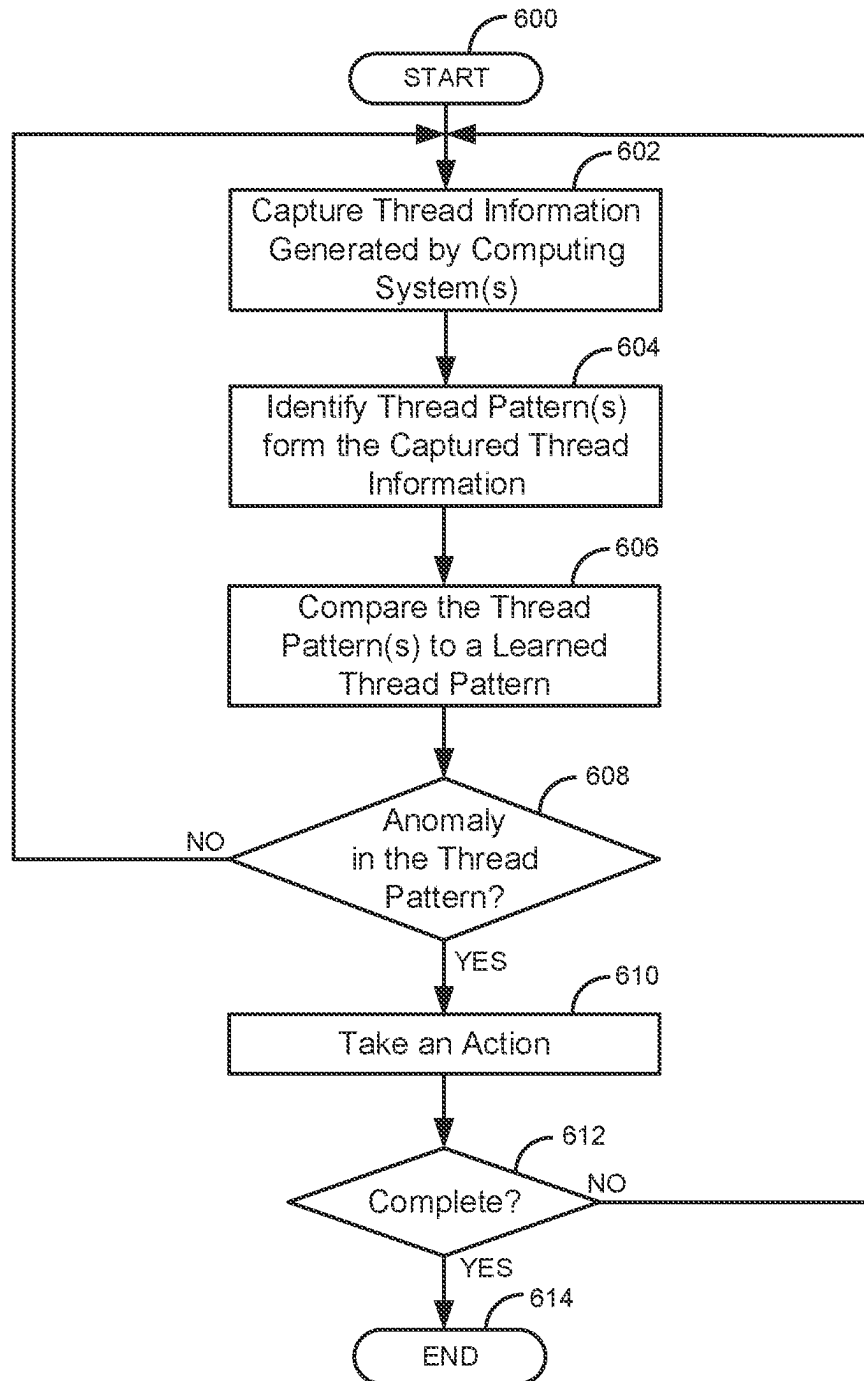 600
START
602
Capture Thread Information
Generated by Computing
System(s)
604
Identify Thread Pattern(s)
form the Captured Thread
Information
606
Compare the Thread
Pattern(s) to a Learned
Thread Pattern
608
Anomaly
in the Thread
Pattern?
NO
YES
610
Take an Action
612
Complete?
NO
YES
614
END